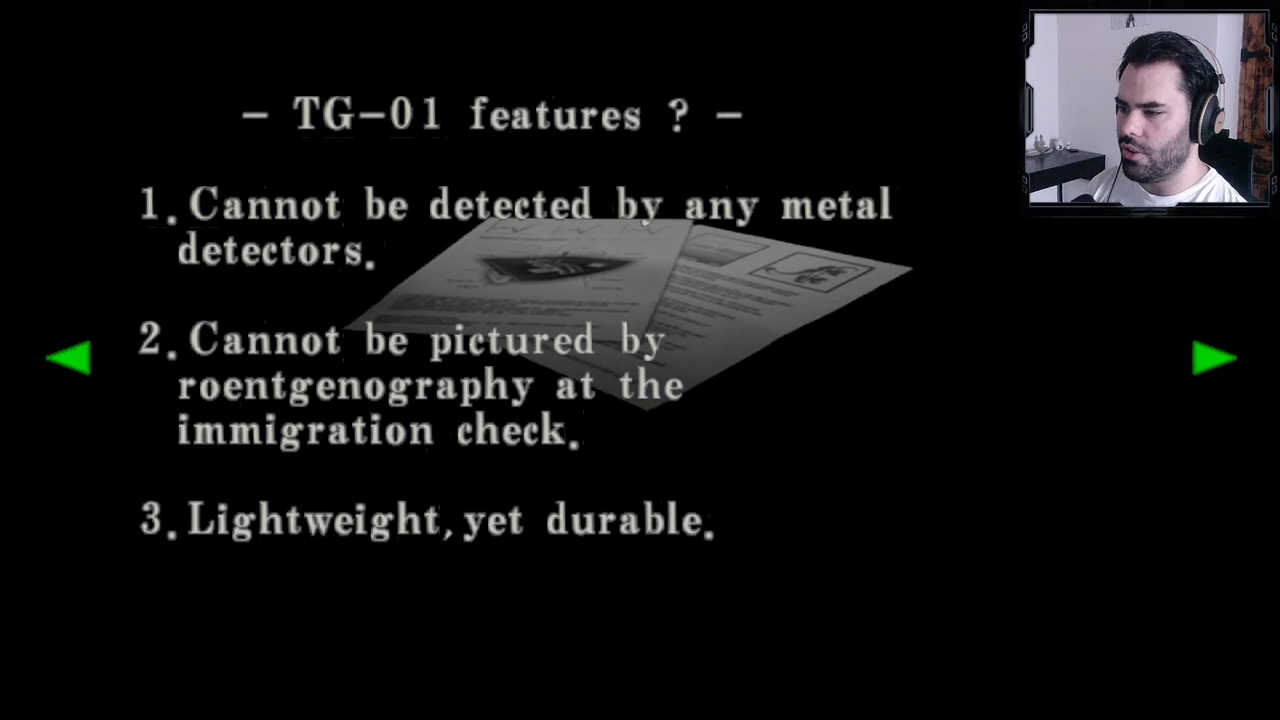 - TG-01 features ? -
1. Cannot be detected by any metal
detectors.
2. Cannot be pictured by
roentgenography at the
immigration check.
3. Lightweight, yet durable.